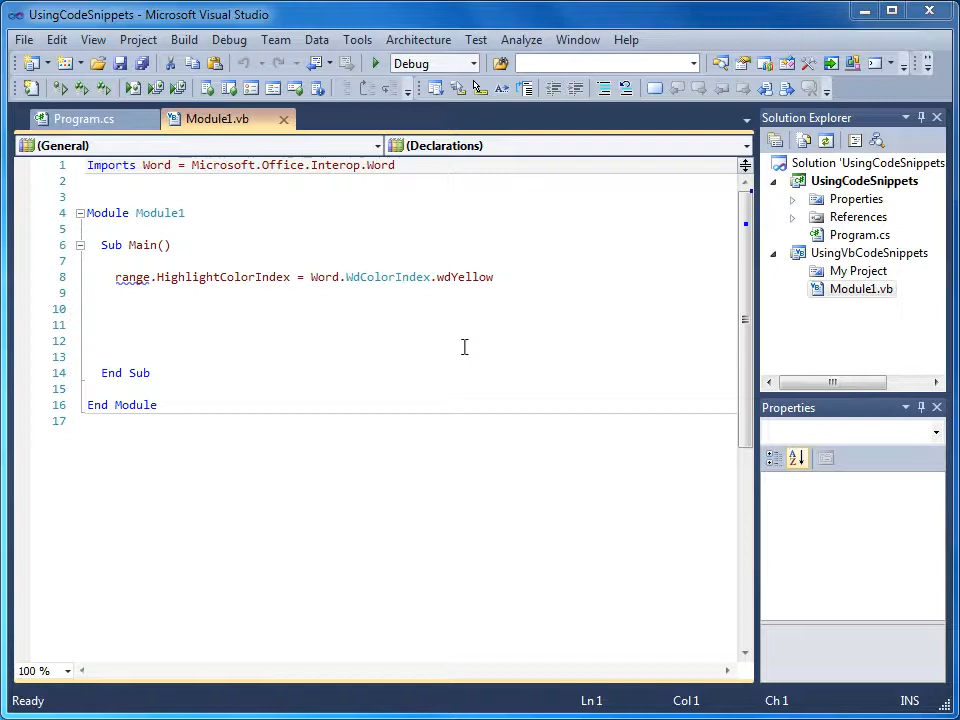 UsingCodeSnippets - Microsoft Visual Studio
File Edit View Project Build Debug Team Data Tools Architecture Test Analyze Window Help
Debug
Program.cs Module1.vb
(General) (Declarations)
1 Imports Word = Microsoft.Office.Interop.Word
2
3
4 Module Module1
5
6 Sub Main()
7
8 range.HighlightColorIndex = Word.WdColorIndex.wdYellow
9
10
11
12
13
14 End Sub
15
16 End Module
17
100 %
Solution Explorer
Solution 'UsingCodeSnippets
UsingCodeSnippets
Properties
References
Program.cs
UsingVbCodeSnippets
My Project
Module1.vb
Properties
Ready Ln 1 Col 1 Ch 1 INS